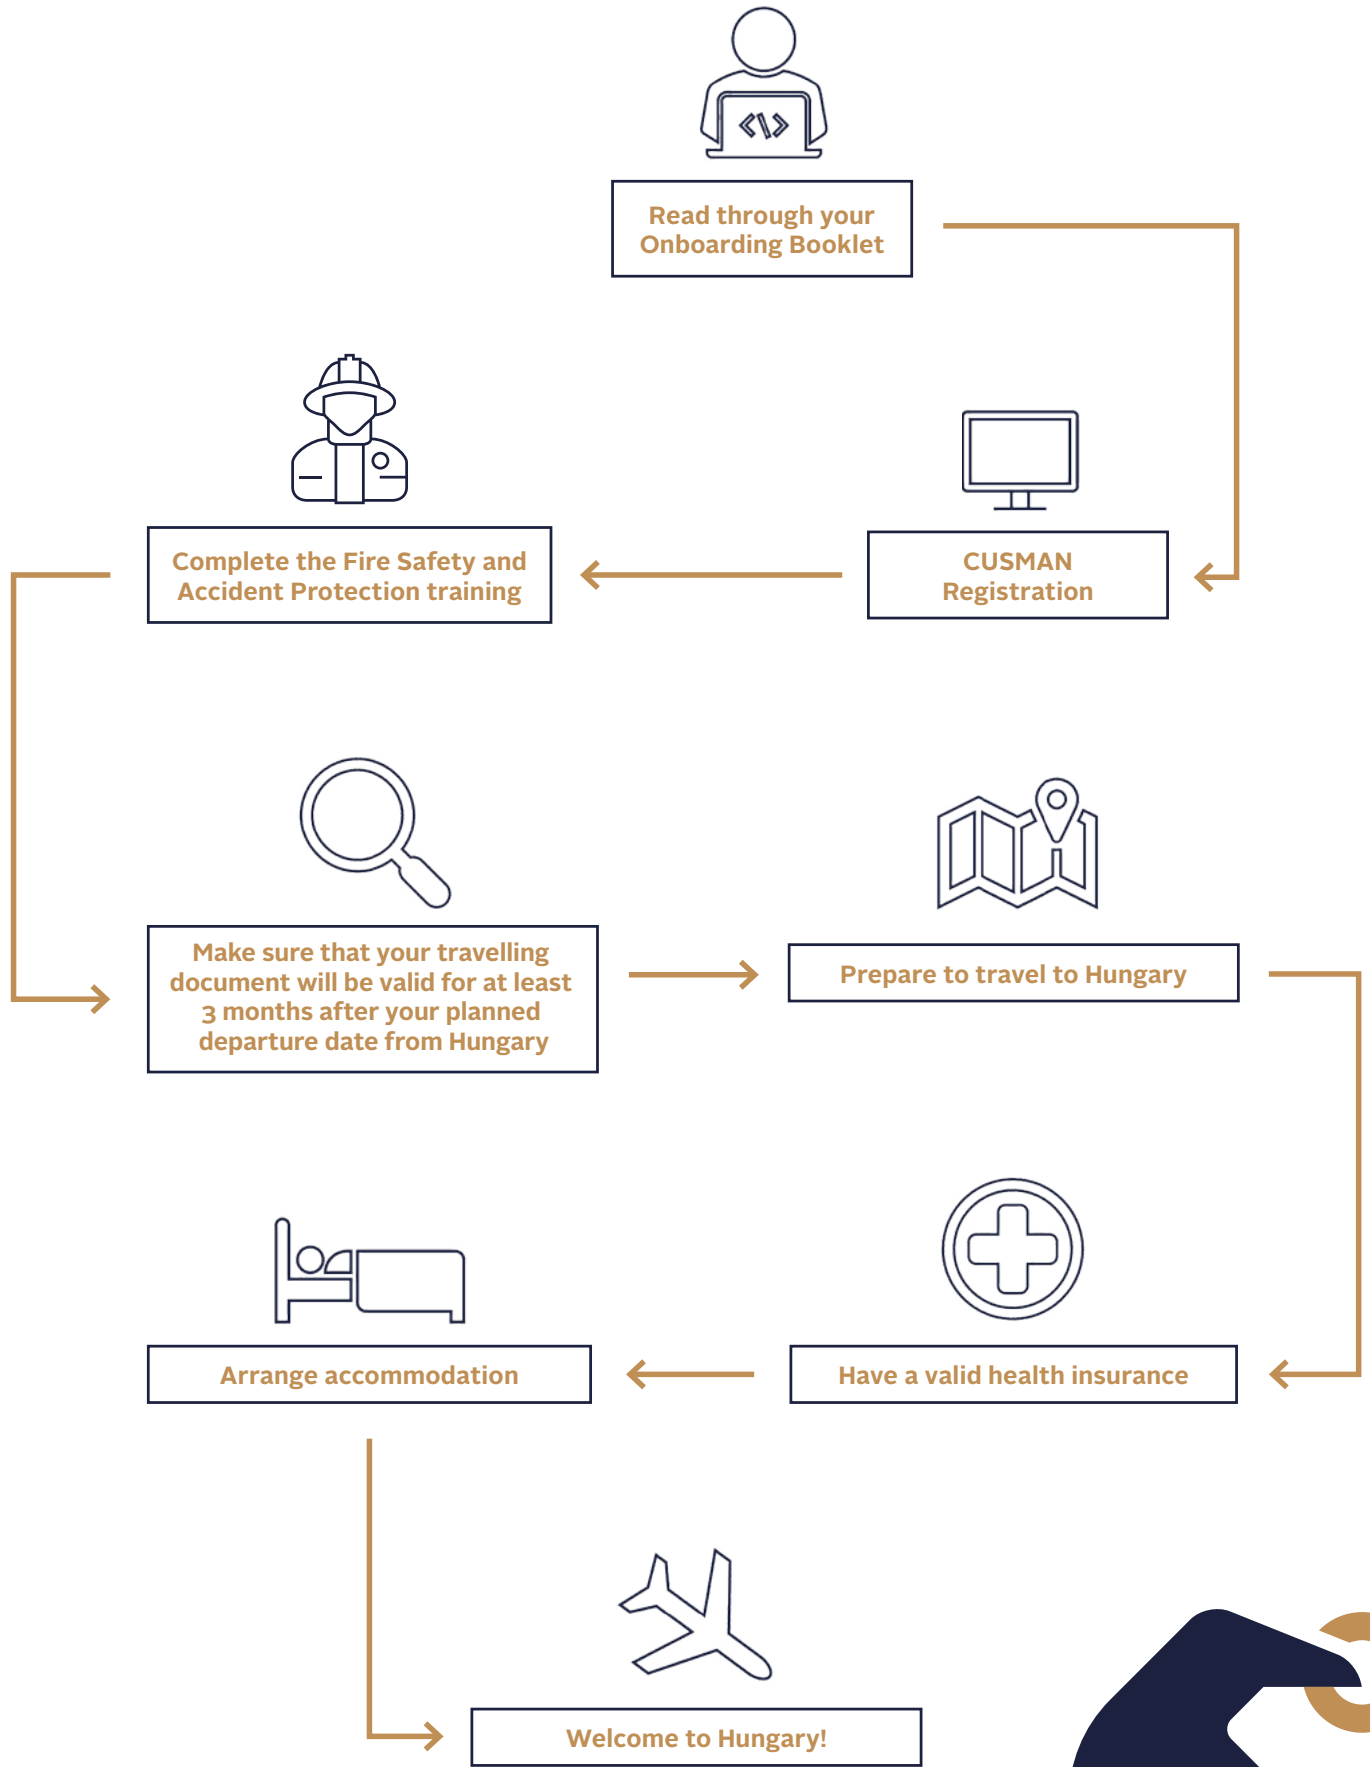 Read through your
Onboarding Booklet
CUSMAN
Registration
Complete the Fire Safety and
Accident Protection training
Make sure that your travelling
document will be valid for at least
3 months after your planned
departure date from Hungary
Prepare to travel to Hungary
Have a valid health insurance
Arrange accommodation
Welcome to Hungary!